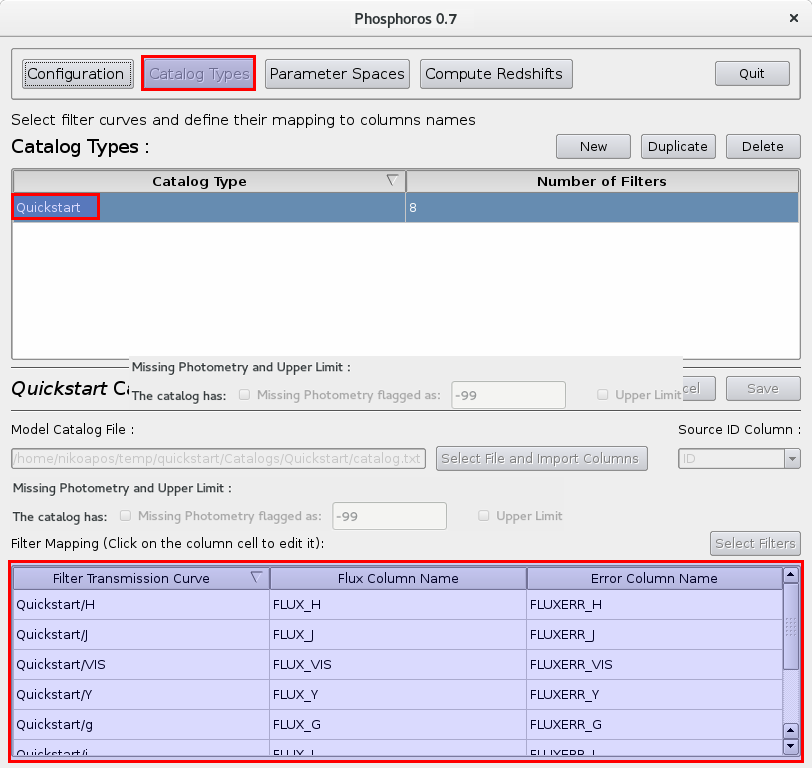 Phosphoros 0.7
Configuration Catalog Types Parameter Spaces Compute Redshifts Quit
Select filter curves and define their mapping to columns names
Catalog Types : New Duplicate Delete
Catalog Type Number of Filters
Quickstart 8
Missing Photometry and Upper Limit :
Quickstart Ca cel Save
The catalog has: Missing Photometry flagged as: -99 Upper Limit
Model Catalog File : Source ID Column :
/home/nikoapos/temp/quickstart/Catalogs/Quickstart/catalog.txt Select File and Import Columns ID
Missing Photometry and Upper Limit :
The catalog has: Missing Photometry flagged as: -99 Upper Limit
Filter Mapping (Click on the column cell to edit it): Select Filters
Filter Transmission Curve Flux Column Name Error Column Name
Quickstart/H FLUX_H FLUXERR_H
Quickstart/J FLUX_J FLUXERR_J
Quickstart/VIS FLUX_VIS FLUXERR_VIS
Quickstart/Y FLUX_Y FLUXERR_Y
Quickstart/g FLUX_G FLUXERR_G
Quickstart/i FLUX_I FLUXERR_I